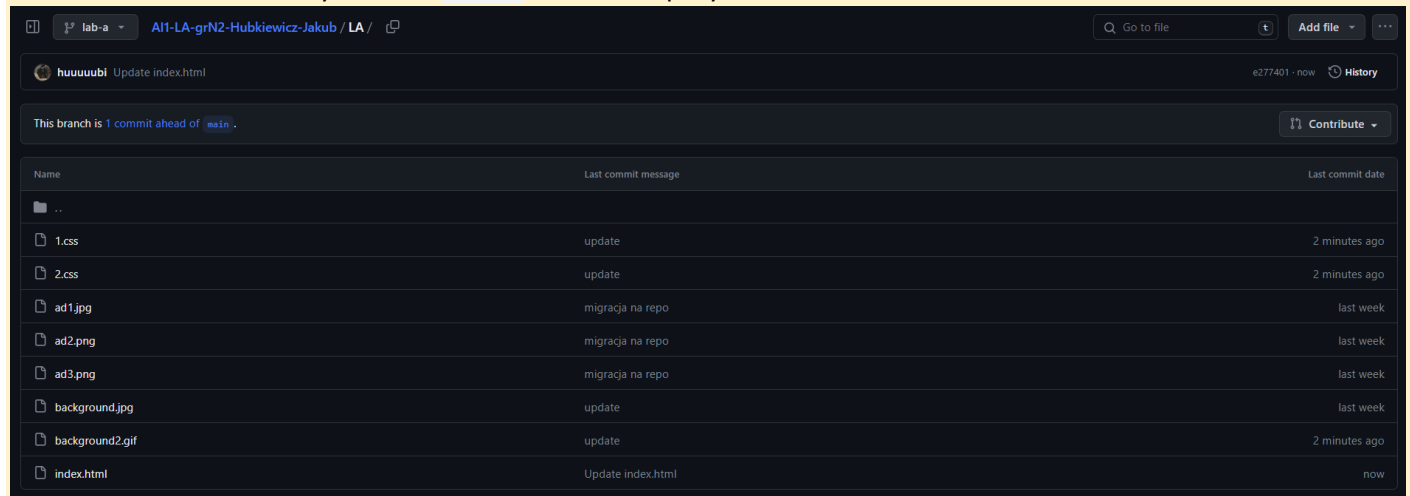 lab-a AI1-LA-grN2-Hubkiewicz-Jakub / LA / Go to file t Add file
huuuuubi Update index.html e277401 · now History
This branch is 1 commit ahead of main . Contribute
Name Last commit message Last commit date
..
1.css update 2 minutes ago
2.css update 2 minutes ago
ad1.jpg migracja na repo last week
ad2.png migracja na repo last week
ad3.png migracja na repo last week
background.jpg update last week
background2.gif update 2 minutes ago
index.html Update index.html now